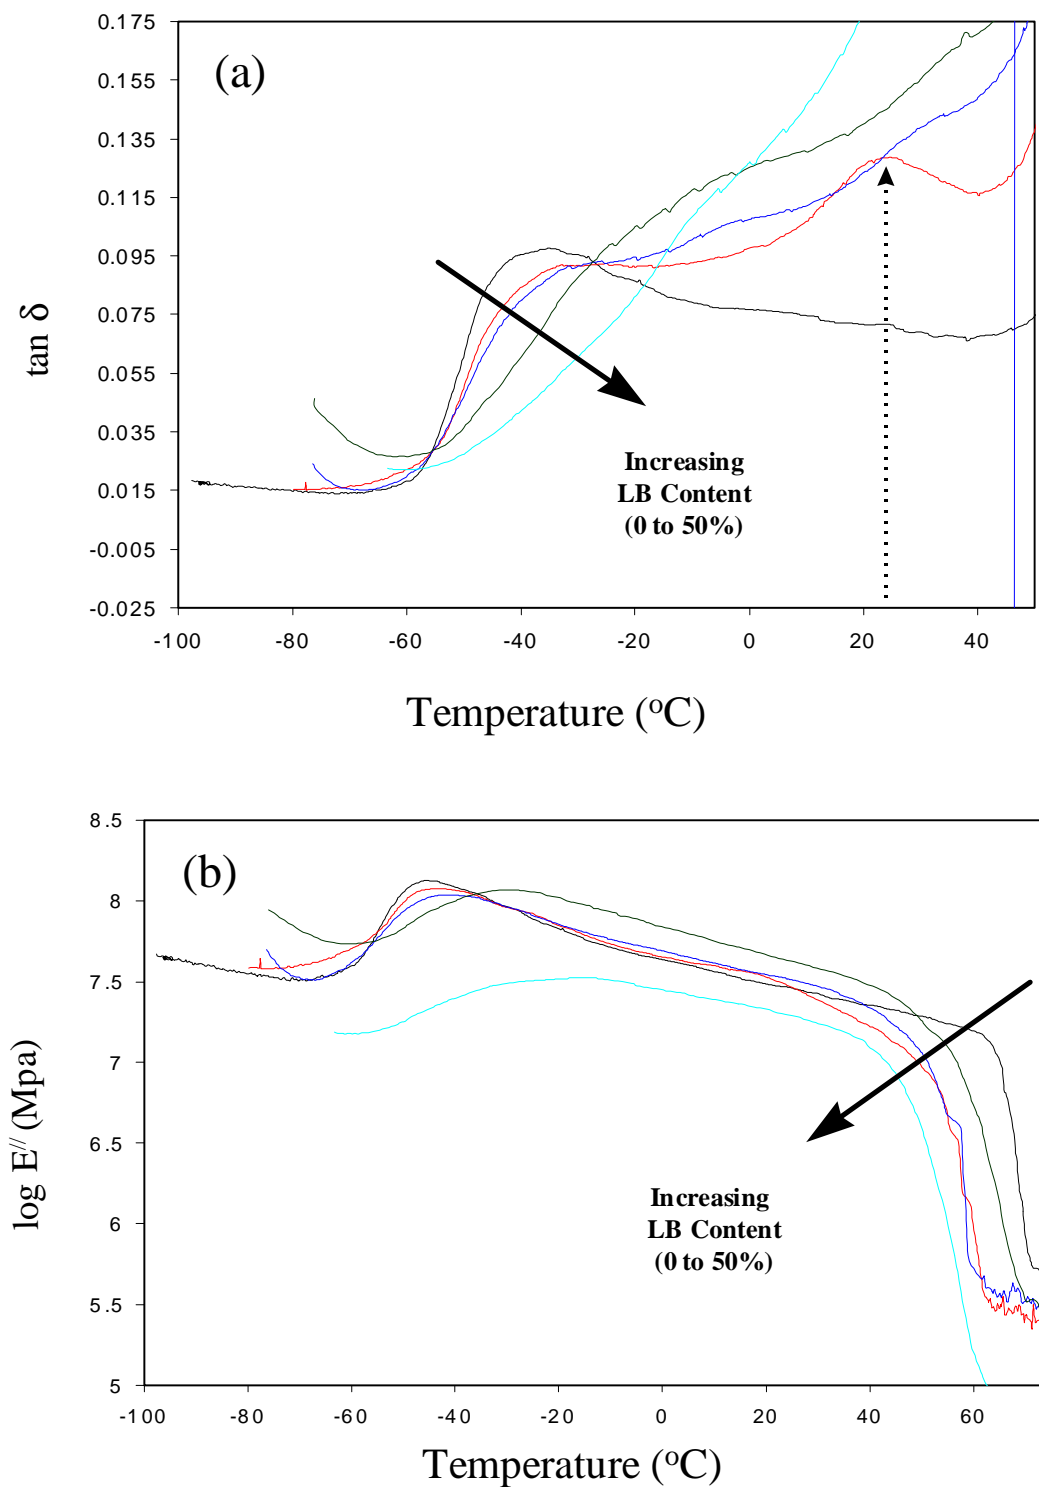 0.175
0.155
0.135
0.115
0.095
0.075
0.055
0.035
0.015
-0.005
-0.025
tan δ
(a)
Increasing
LB Content
(0 to 50%)
-100 -80 -60 -40 -20 0 20 40
Temperature (°C)
8.5
8
7.5
7
6.5
6
5.5
5
log E// (Mpa)
(b)
Increasing
LB Content
(0 to 50%)
-100 -80 -60 -40 -20 0 20 40 60
Temperature (°C)